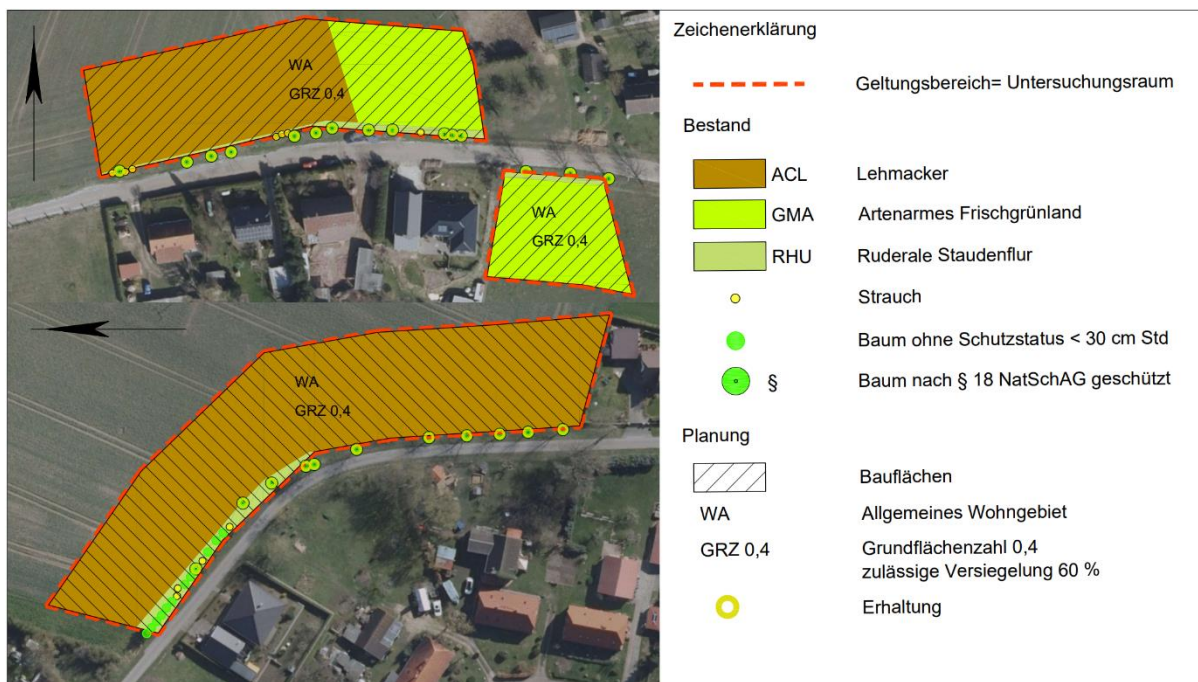 WA
GRZ 0,4
WA
GRZ 0,4
WA
GRZ 0,4
Zeichenerklärung
Geltungsbereich= Untersuchungsraum
Bestand
ACL Lehmacker
GMA Artenarmes Frischgrünland
RHU Ruderale Staudenflur
Strauch
Baum ohne Schutzstatus < 30 cm Std
§ Baum nach § 18 NatSchAG geschützt
Planung
Bauflächen
WA Allgemeines Wohngebiet
GRZ 0,4 Grundflächenzahl 0,4
zulässige Versiegelung 60 %
Erhaltung